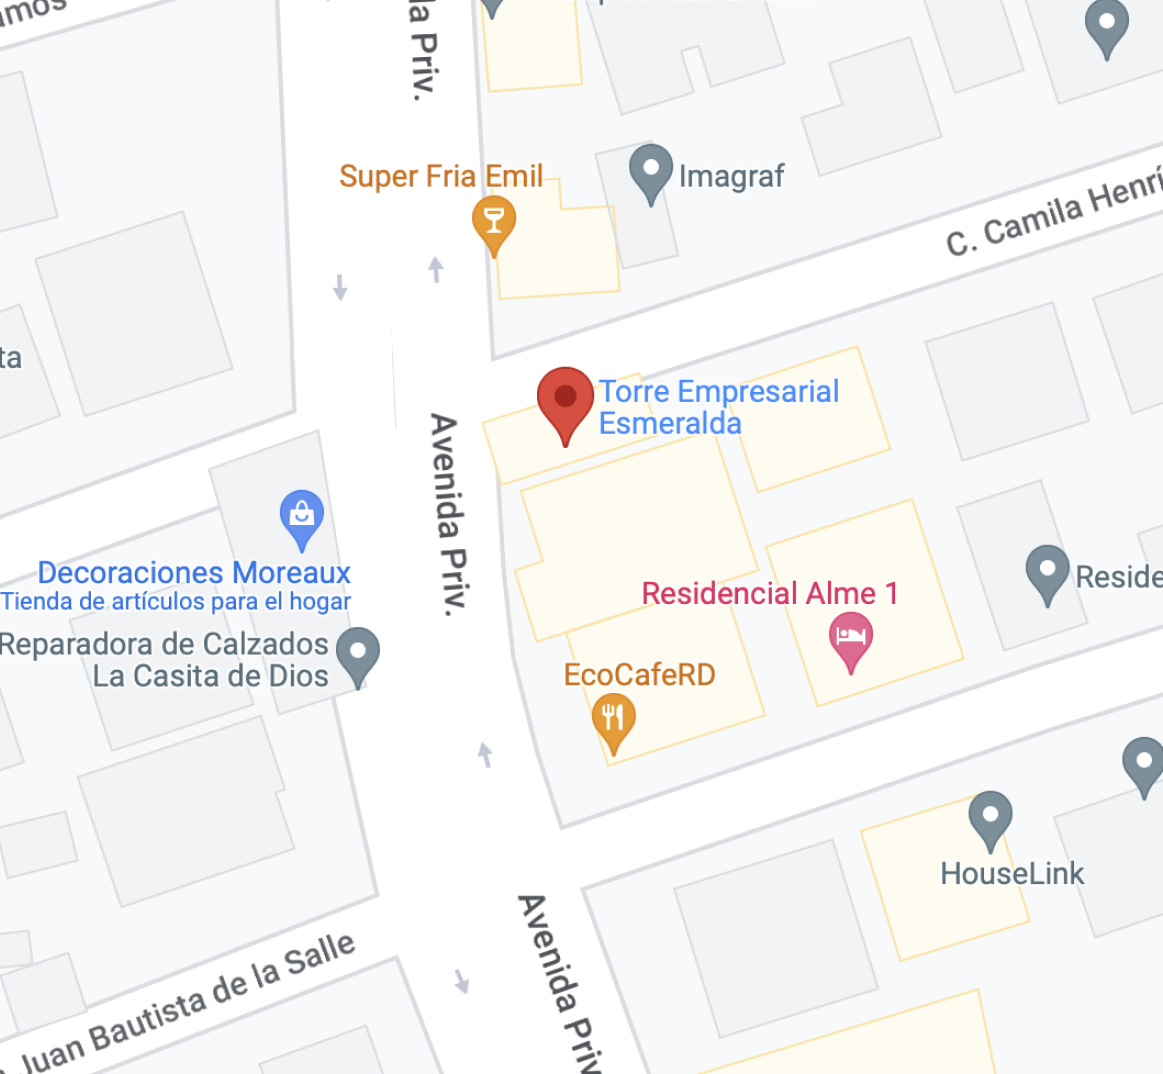 da Priv.
Super Fria Emil
Imagraf
C. Camila Henrí
Torre Empresarial
Esmeralda
ta
Avenida Priv.
Decoraciones Moreaux
Tienda de artículos para el hogar
Reparadora de Calzados
La Casita de Dios
Residencial Alme 1
Reside
EcoCafeRD
HouseLink
Avenida Priv
Juan Bautista de la Salle